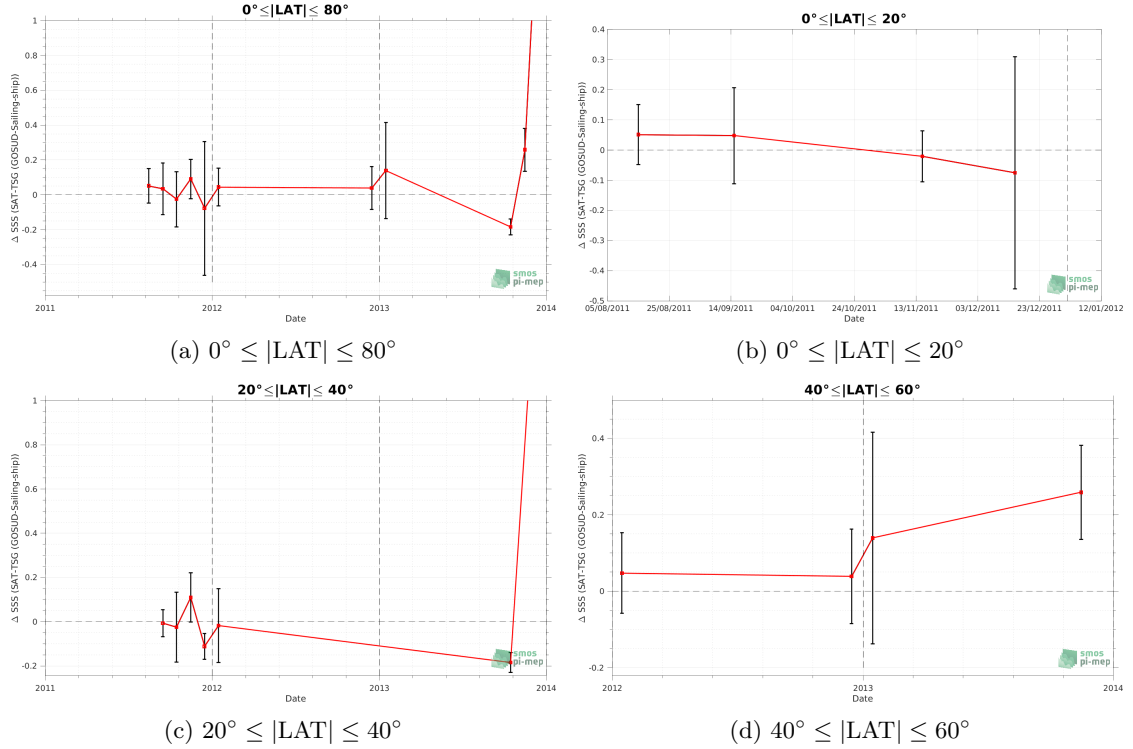 0°≤|LAT|≤ 80°
Δ SSS (SAT-TSG (GOSUD-Sailing-ship))
1
0.8
0.6
0.4
0.2
0
-0.2
-0.4
2011
2012
2013
2014
Date
smos
pi-mep
(a) 0° ≤ |LAT| ≤ 80°
0°≤|LAT|≤ 20°
Δ SSS (SAT-TSG (GOSUD-Sailing-ship))
0.4
0.3
0.2
0.1
0
-0.1
-0.2
-0.3
-0.4
-0.5
05/08/2011
25/08/2011
14/09/2011
04/10/2011
24/10/2011
13/11/2011
03/12/2011
23/12/2011
12/01/2012
Date
smos
pi-mep
(b) 0° ≤ |LAT| ≤ 20°
20°≤|LAT|≤ 40°
Δ SSS (SAT-TSG (GOSUD-Sailing-ship))
1
0.8
0.6
0.4
0.2
0
-0.2
2011
2012
2013
2014
Date
smos
pi-mep
(c) 20° ≤ |LAT| ≤ 40°
40°≤|LAT|≤ 60°
Δ SSS (SAT-TSG (GOSUD-Sailing-ship))
0.4
0.2
0
-0.2
2012
2013
2014
Date
smos
pi-mep
(d) 40° ≤ |LAT| ≤ 60°